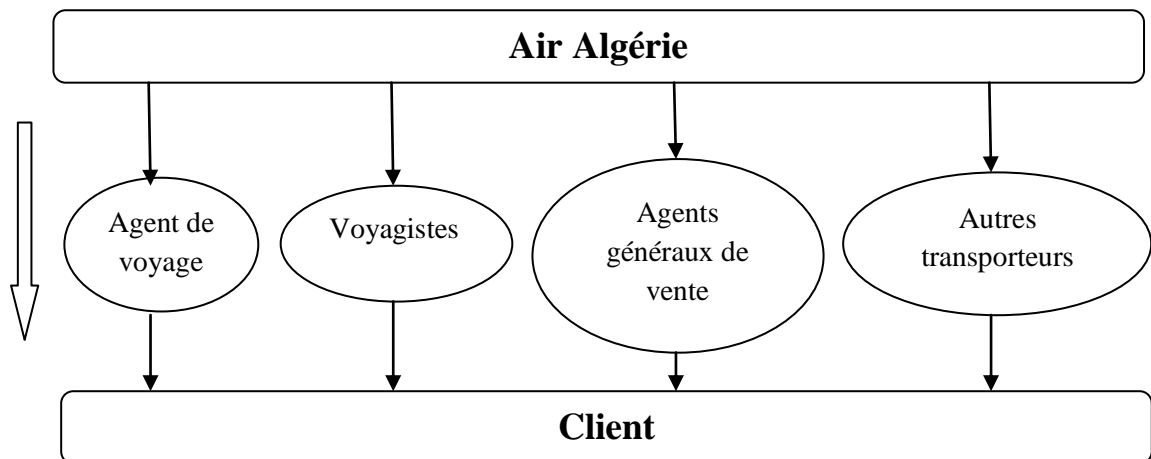 Air Algérie
Agent de
voyage
Voyagistes
Agents
généraux de
vente
Autres
transporteurs
Client